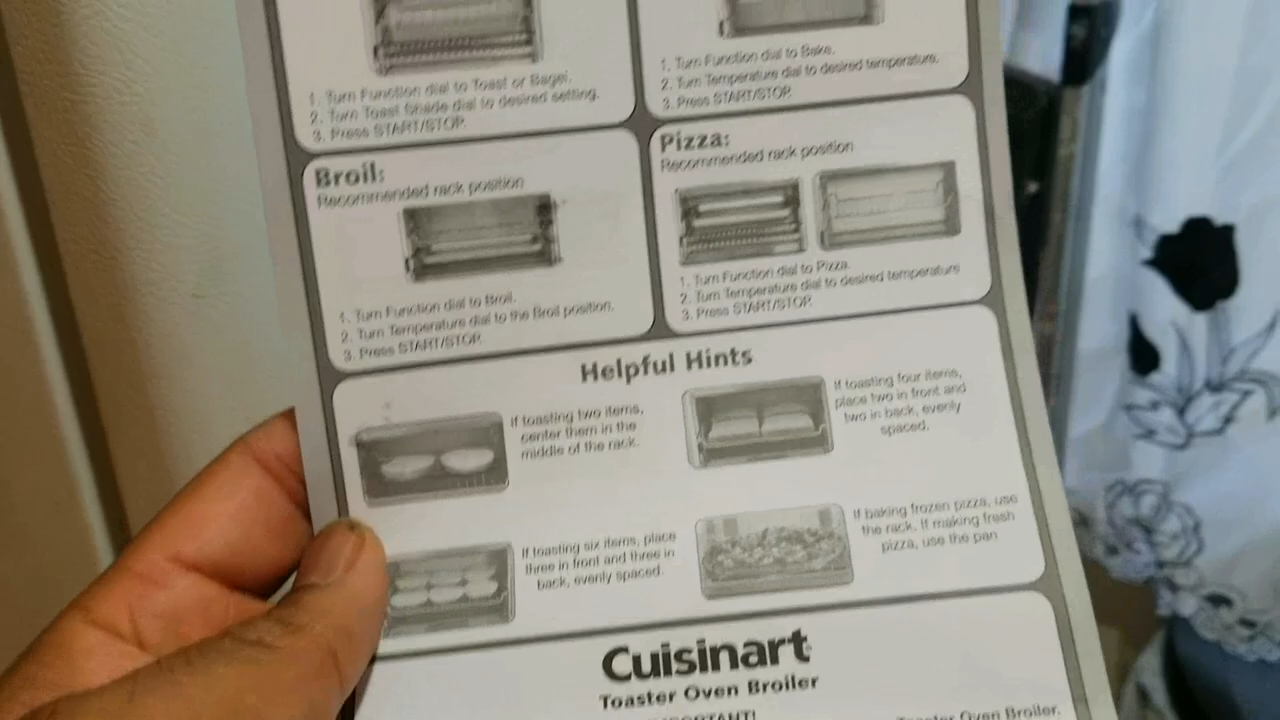 1. Turn Function dial to Toast or Bagel.
2. Turn Toast Shade dial to desired setting.
3. Press START/STOP.
1. Turn Function dial to Bake.
2. Turn Temperature dial to desired temperature.
3. Press START/STOP.
Broil:
Recommended rack position
1. Turn Function dial to Broil.
2. Turn Temperature dial to the Broil position.
3. Press START/STOP.
Pizza:
Recommended rack position
1. Turn Function dial to Pizza.
2. Turn Temperature dial to desired temperature
3. Press START/STOP.
Helpful Hints
If toasting two items,
center them in the
middle of the rack.
If toasting four items,
place two in front and
two in back, evenly
spaced.
If toasting six items, place
three in front and three in
back, evenly spaced.
If baking frozen pizza, use
the rack. If making fresh
pizza, use the pan
Cuisinart
Toaster Oven Broiler
IMPORTANT!
Toaster Oven Broiler.